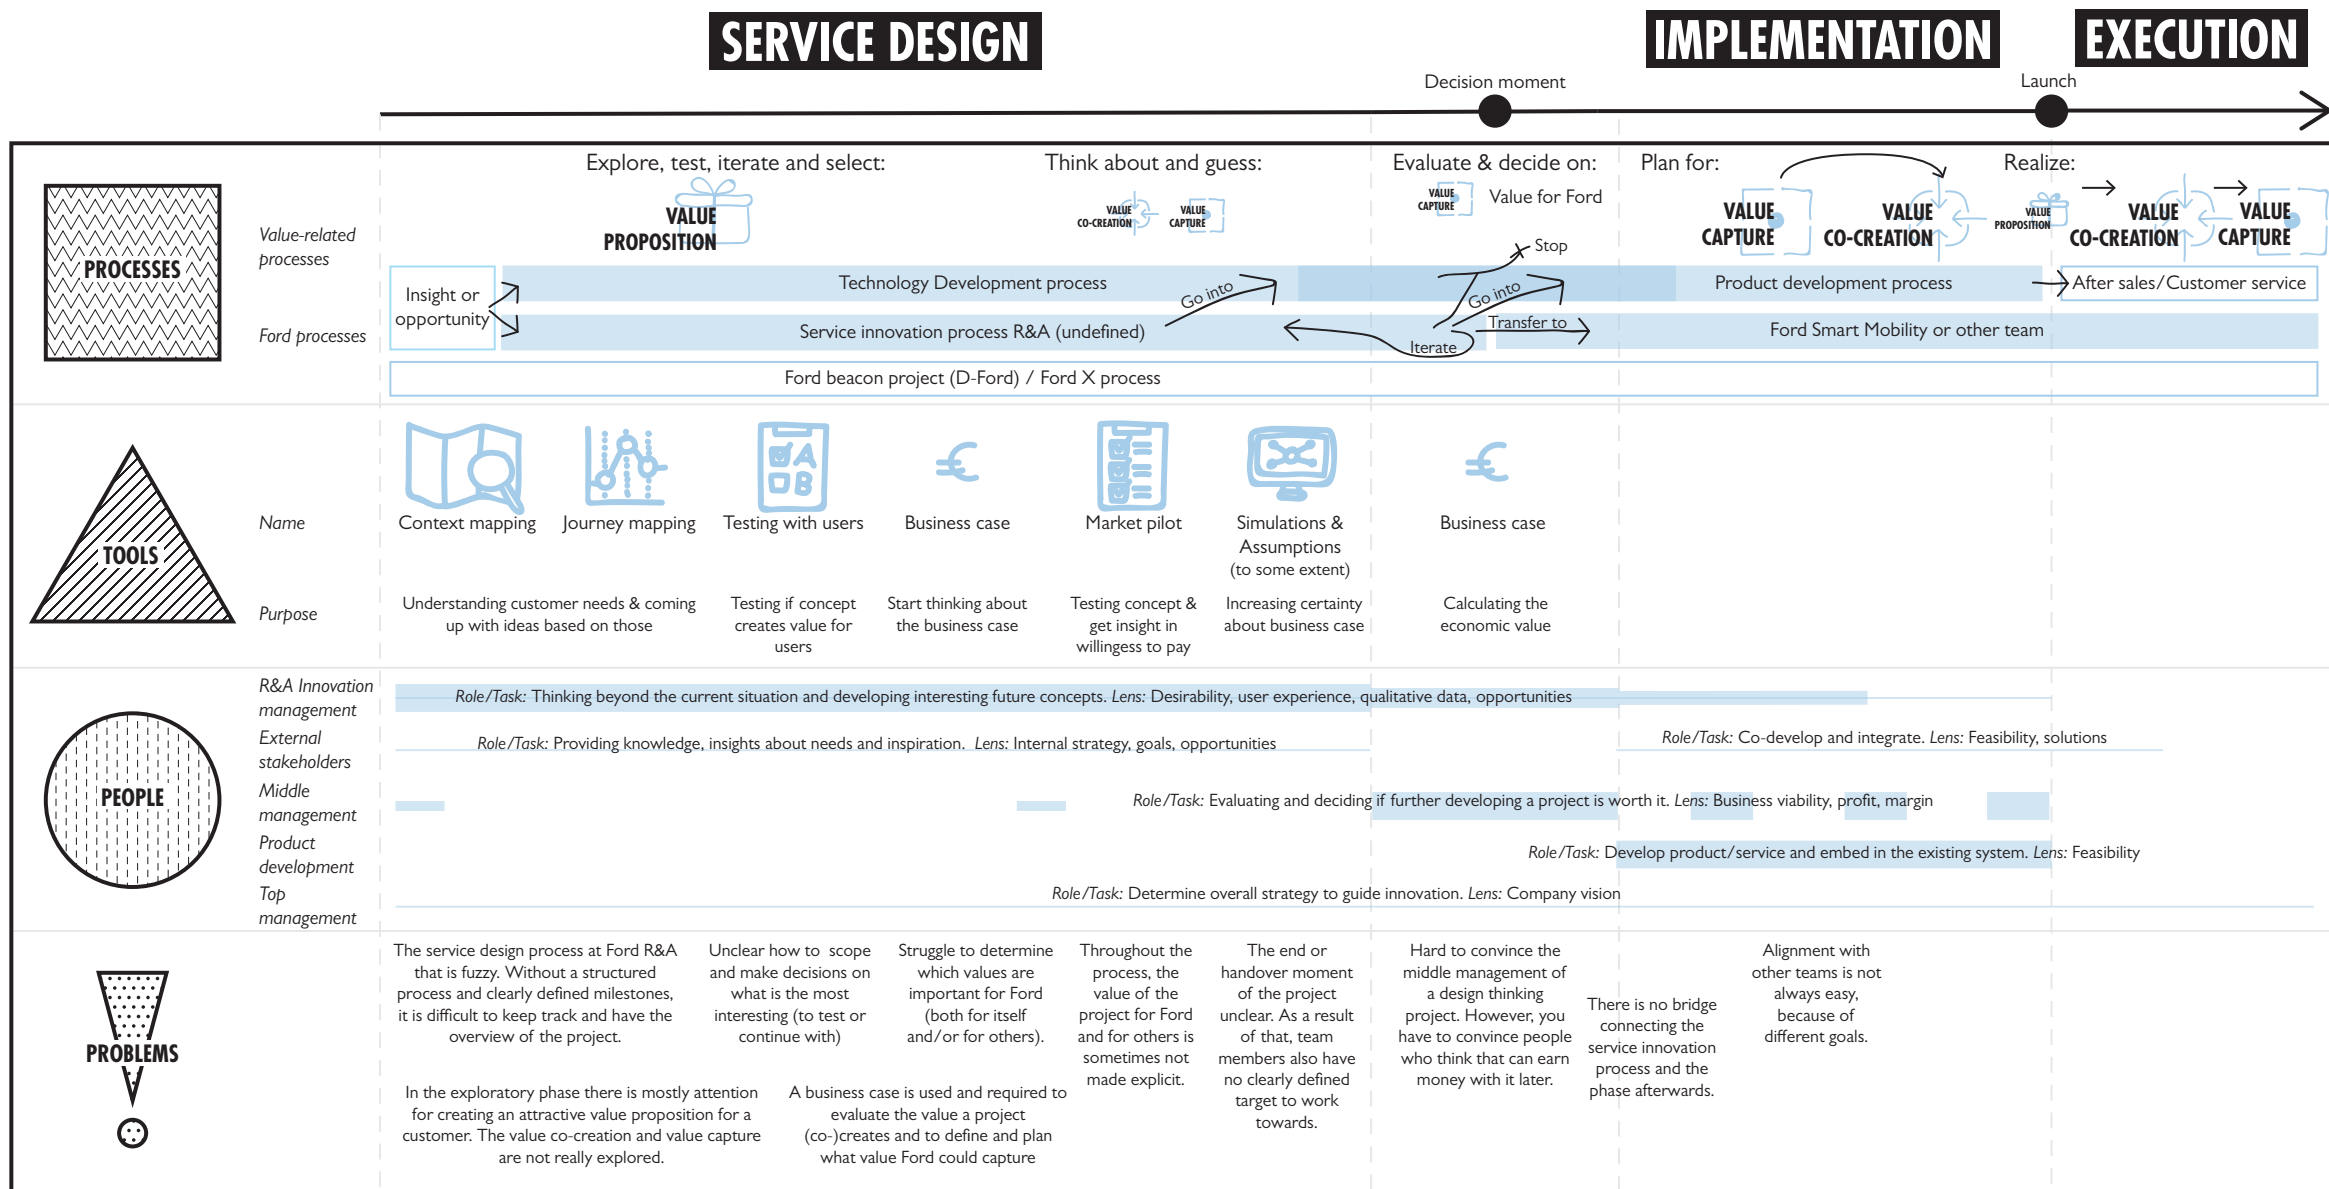 SERVICE DESIGN
IMPLEMENTATION
EXECUTION
Decision moment
Launch
PROCESSES
Value-related
processes
Ford processes
Explore, test, iterate and select:
Think about and guess:
Evaluate & decide on:
Plan for:
Realize:
VALUE
PROPOSITION
VALUE
CO-CREATION
VALUE
CAPTURE
VALUE
CAPTURE
Value for Ford
VALUE
CAPTURE
VALUE
CO-CREATION
VALUE
PROPOSITION
VALUE
CO-CREATION
VALUE
CAPTURE
Stop
Insight or
opportunity
Technology Development process
Go into
Go into
Product development process
After sales/Customer service
Service innovation process R&A (undefined)
Iterate
Transfer to
Ford Smart Mobility or other team
Ford beacon project (D-Ford) / Ford X process
TOOLS
Name
A
B
Context mapping
Journey mapping
Testing with users
Business case
Market pilot
Simulations &
Assumptions
(to some extent)
Business case
Purpose
Understanding customer needs & coming
up with ideas based on those
Testing if concept
creates value for
users
Start thinking about
the business case
Testing concept &
get insight in
willingess to pay
Increasing certainty
about business case
Calculating the
economic value
PEOPLE
R&A Innovation
management
Role/Task: Thinking beyond the current situation and developing interesting future concepts. Lens: Desirability, user experience, qualitative data, opportunities
External
stakeholders
Role/Task: Providing knowledge, insights about needs and inspiration. Lens: Internal strategy, goals, opportunities
Role/Task: Co-develop and integrate. Lens: Feasibility, solutions
Middle
management
Role/Task: Evaluating and deciding if further developing a project is worth it. Lens: Business viability, profit, margin
Product
development
Role/Task: Develop product/service and embed in the existing system. Lens: Feasibility
Top
management
Role/Task: Determine overall strategy to guide innovation. Lens: Company vision
PROBLEMS
The service design process at Ford R&A
that is fuzzy. Without a structured
process and clearly defined milestones,
it is difficult to keep track and have the
overview of the project.
Unclear how to scope
and make decisions on
what is the most
interesting (to test or
continue with)
Struggle to determine
which values are
important for Ford
(both for itself
and/or for others).
Throughout the
process, the
value of the
project for Ford
and for others is
sometimes not
made explicit.
The end or
handover moment
of the project
unclear. As a result
of that, team
members also have
no clearly defined
target to work
towards.
Hard to convince the
middle management of
a design thinking
project. However, you
have to convince people
who think that can earn
money with it later.
There is no bridge
connecting the
service innovation
process and the
phase afterwards.
Alignment with
other teams is not
always easy,
because of
different goals.
In the exploratory phase there is mostly attention
for creating an attractive value proposition for a
customer. The value co-creation and value capture
are not really explored.
A business case is used and required to
evaluate the value a project
(co-)creates and to define and plan
what value Ford could capture